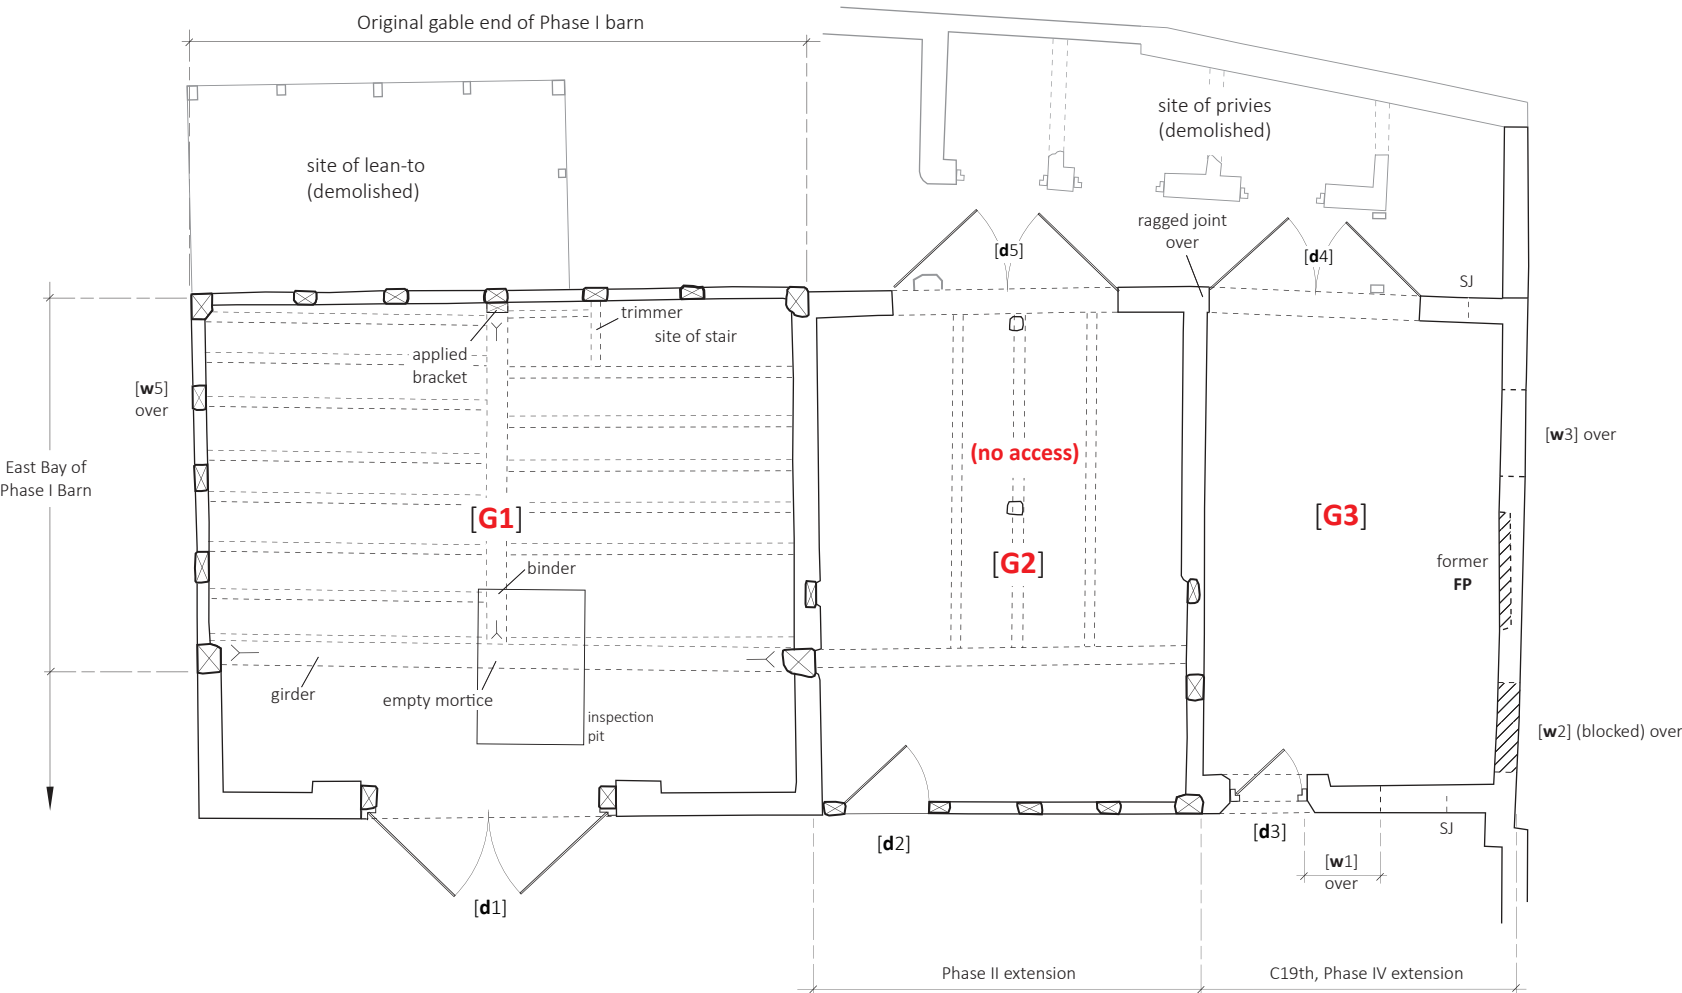 Original gable end of Phase I barn
site of privies
(demolished)
site of lean-to
(demolished)
ragged joint
over
[d5]
[d4]
SJ
trimmer
site of stair
applied
bracket
[w5]
over
[w3] over
(no access)
East Bay of
Phase I Barn
[G1]
[G3]
[G2]
binder
former
FP
girder
empty mortice
inspection
pit
[w2] (blocked) over
[d2]
[d3]
SJ
[w1]
over
[d1]
Phase II extension
C19th, Phase IV extension